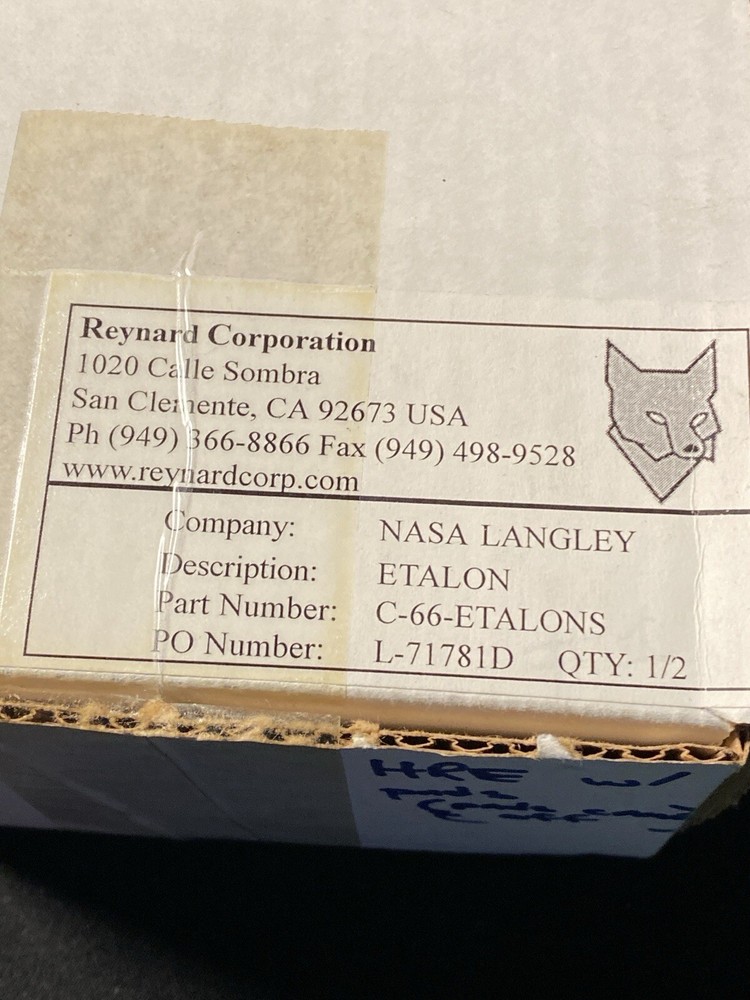 Reynard Corporation
1020 Calle Sombra
San Clemente, CA 92673 USA
Ph (949) 366-8866 Fax (949) 498-9528
www.reynardcorp.com
Company: NASA LANGLEY
Description: ETALON
Part Number: C-66-ETALONS
PO Number: L-71781D QTY: 1/2
HRE w/